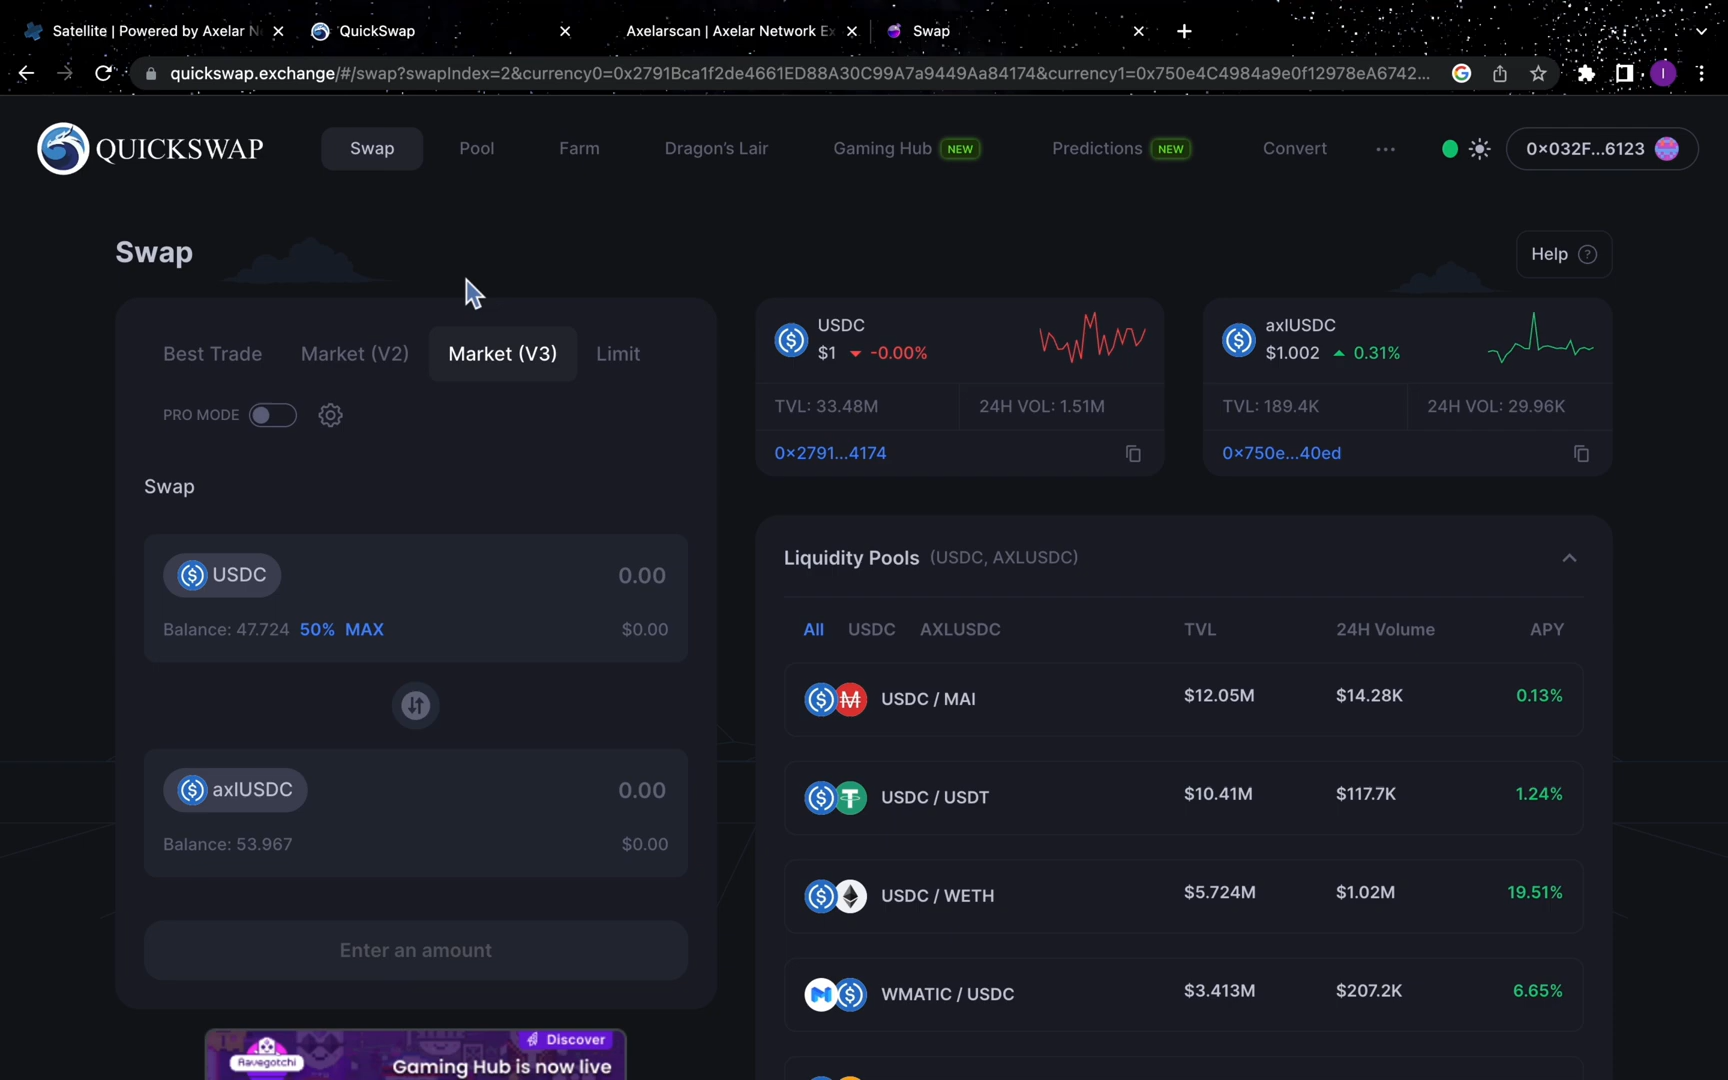 Satellite | Powered by Axelar N
QuickSwap
Axelarscan | Axelar Network Ex
Swap
quickswap.exchange/#/swap?swapIndex=2&currency0=0x2791Bca1f2de4661ED88A30C99A7a9449Aa84174&currency1=0x750e4C4984a9e0f12978eA6742...
I
QUICKSWAP
Swap
Pool
Farm
Dragon's Lair
Gaming Hub NEW
Predictions NEW
Convert
0x032F...6123
Swap
Help ?
Best Trade
Market (V2)
Market (V3)
Limit
PRO MODE
Swap
USDC
0.00
Balance: 47.724 50% MAX
$0.00
axlUSDC
0.00
Balance: 53.967
$0.00
Enter an amount
Discover
Aavegotchi
Gaming Hub is now live
USDC
$1 -0.00%
TVL: 33.48M
24H VOL: 1.51M
0x2791...4174
axlUSDC
$1.002 0.31%
TVL: 189.4K
24H VOL: 29.96K
0x750e...40ed
Liquidity Pools (USDC, AXLUSDC)
All USDC AXLUSDC TVL 24H Volume APY
USDC / MAI $12.05M $14.28K 0.13%
USDC / USDT $10.41M $117.7K 1.24%
USDC / WETH $5.724M $1.02M 19.51%
WMATIC / USDC $3.413M $207.2K 6.65%